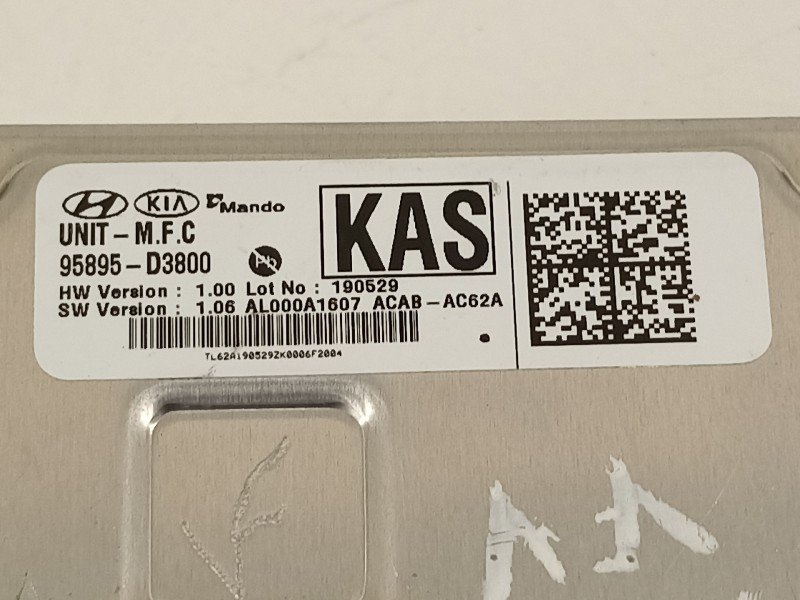 KIA Mando
UNIT - M.F.C
95895 - D3800
Pb
KAS
HW Version : 1.00 Lot No : 190529
SW Version : 1.06 AL000A1607 ACAB - AC62A
TL62A190529ZK0006F2004